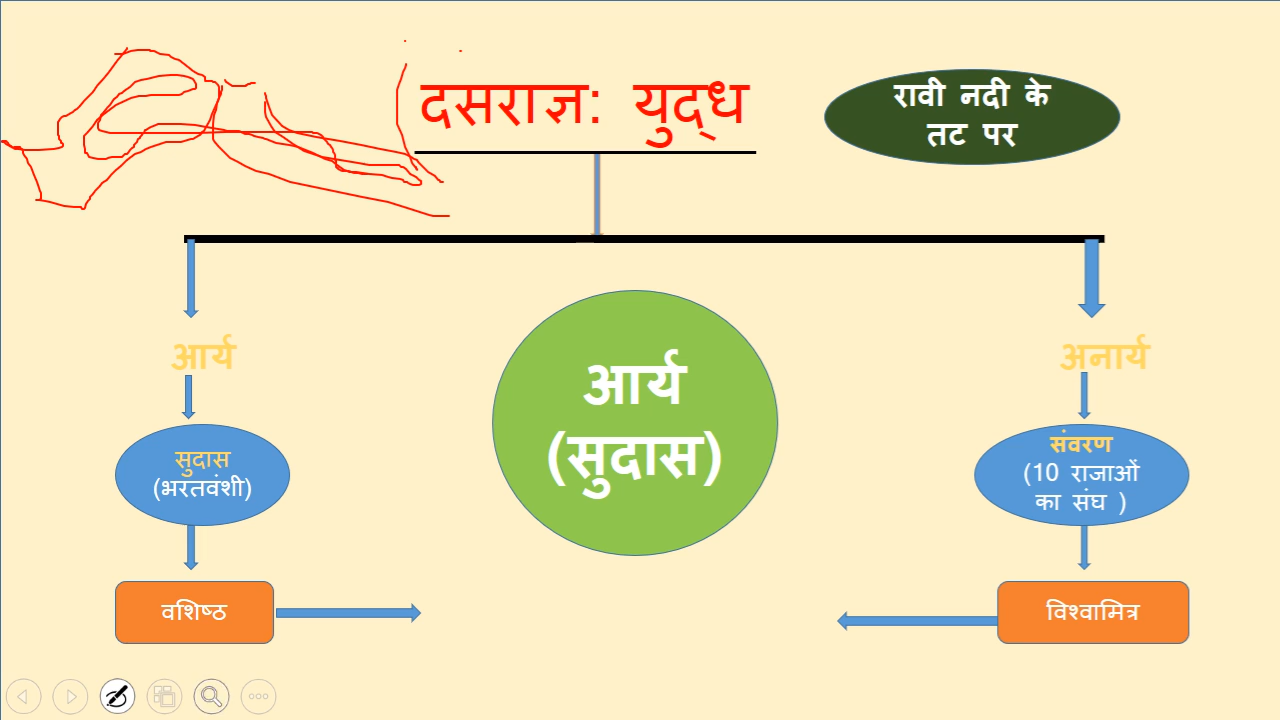 दसराज्ञ: युद्ध
रावी नदी के
तट पर
आर्य
अनार्य
आर्य
(सुदास)
सुदास
(भरतवंशी)
संवरण
(10 राजाओं
का संघ )
वशिष्ठ
विश्वामित्र